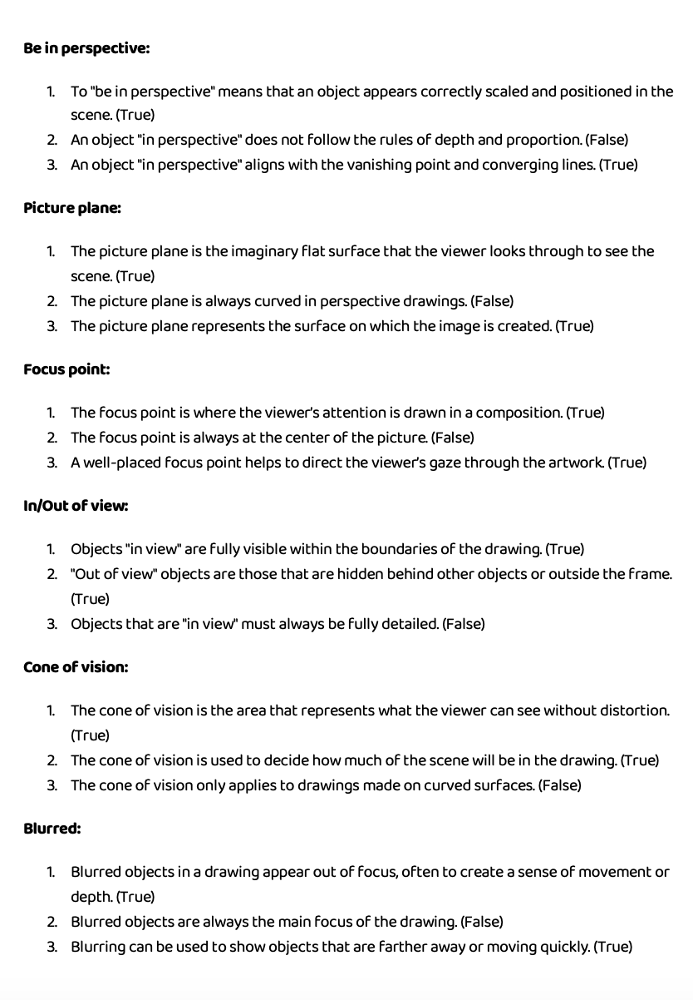 Be in perspective:
1. To "be in perspective" means that an object appears correctly scaled and positioned in the
scene. (True)
2. An object "in perspective" does not follow the rules of depth and proportion. (False)
3. An object "in perspective" aligns with the vanishing point and converging lines. (True)
Picture plane:
1. The picture plane is the imaginary flat surface that the viewer looks through to see the
scene. (True)
2. The picture plane is always curved in perspective drawings. (False)
3. The picture plane represents the surface on which the image is created. (True)
Focus point:
1. The focus point is where the viewer's attention is drawn in a composition. (True)
2. The focus point is always at the center of the picture. (False)
3. A well-placed focus point helps to direct the viewer's gaze through the artwork. (True)
In/Out of view:
1. Objects "in view" are fully visible within the boundaries of the drawing. (True)
2. "Out of view" objects are those that are hidden behind other objects or outside the frame.
(True)
3. Objects that are "in view" must always be fully detailed. (False)
Cone of vision:
1. The cone of vision is the area that represents what the viewer can see without distortion.
(True)
2. The cone of vision is used to decide how much of the scene will be in the drawing. (True)
3. The cone of vision only applies to drawings made on curved surfaces. (False)
Blurred:
1. Blurred objects in a drawing appear out of focus, often to create a sense of movement or
depth. (True)
2. Blurred objects are always the main focus of the drawing. (False)
3. Blurring can be used to show objects that are farther away or moving quickly. (True)